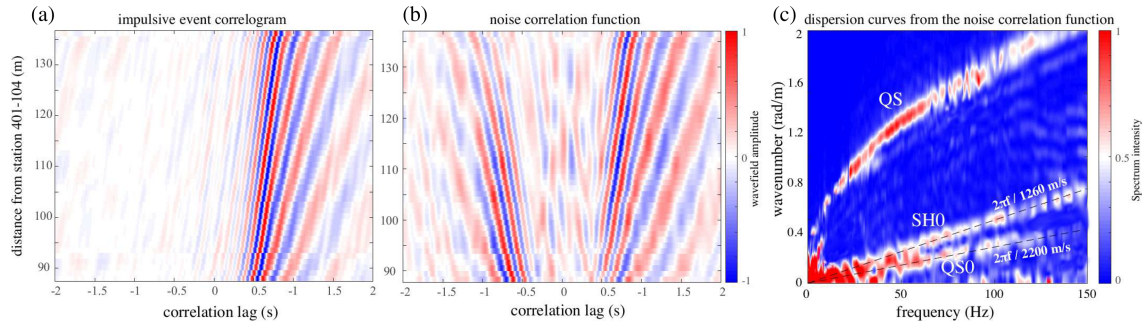 (a)
impulsive event correlogram
distance from station 401-104 (m)
130
120
110
100
90
-2
-1.5
-1
-0.5
0
0.5
-1
1.5
2
correlation lag (s)
(b)
noise correlation function
130
120
110
100
90
-2
-1.5
-1
-0.5
0
0.5
-1
1.5
2
correlation lag (s)
1
0
-1
wavefield amplitude
(c)
dispersion curves from the noise correlation function
wavenumber (rad/m)
2
1.6
1.2
0.8
0.4
0
QS
SH0
QS0
2πf / 1260 m/s
2πf / 2200 m/s
0
50
100
150
frequency (Hz)
1
0.5
0
Spectrum intensity